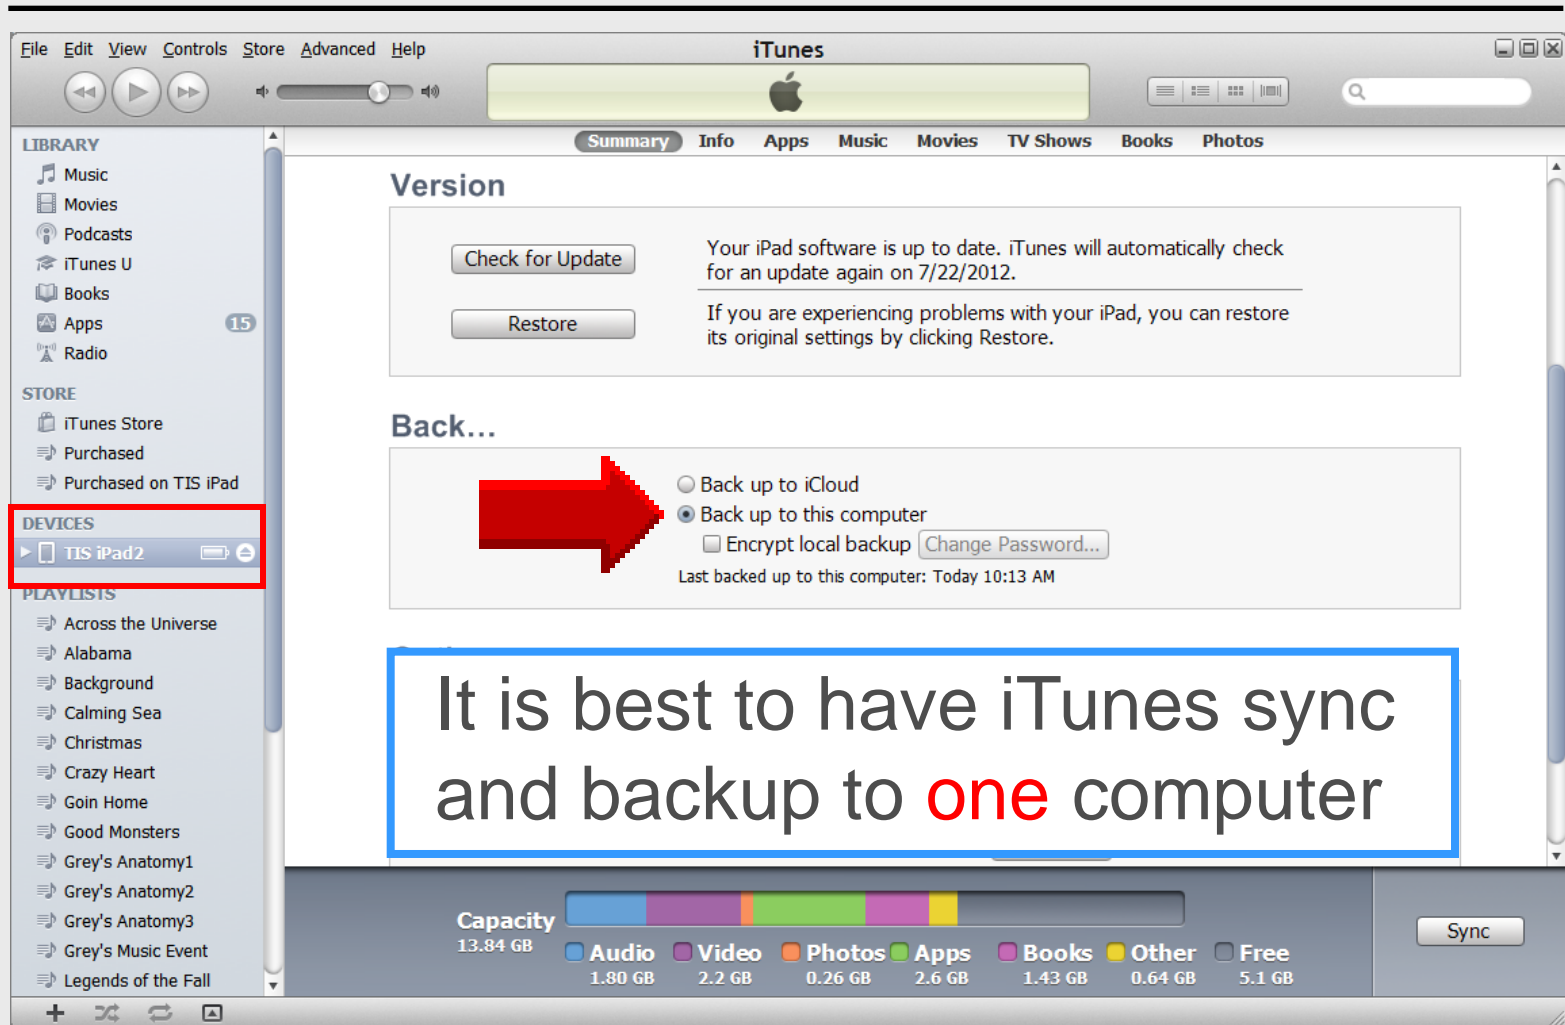 File Edit View Controls Store Advanced Help
iTunes
LIBRARY
Music
Movies
Podcasts
iTunes U
Books
Apps 15
Radio
STORE
iTunes Store
Purchased
Purchased on TIS iPad
DEVICES
TIS iPad2
PLAYLISTS
Across the Universe
Alabama
Background
Calming Sea
Christmas
Crazy Heart
Goin Home
Good Monsters
Grey's Anatomy1
Grey's Anatomy2
Grey's Anatomy3
Grey's Music Event
Legends of the Fall
Summary Info Apps Music Movies TV Shows Books Photos
Version
Check for Update
Your iPad software is up to date. iTunes will automatically check
for an update again on 7/22/2012.
Restore
If you are experiencing problems with your iPad, you can restore
its original settings by clicking Restore.
Back...
Back up to iCloud
Back up to this computer
Encrypt local backup Change Password...
Last backed up to this computer: Today 10:13 AM
It is best to have iTunes sync
and backup to one computer
Capacity
13.84 GB
Audio Video Photos Apps Books Other Free
1.80 GB 2.2 GB 0.26 GB 2.6 GB 1.43 GB 0.64 GB 5.1 GB
Sync